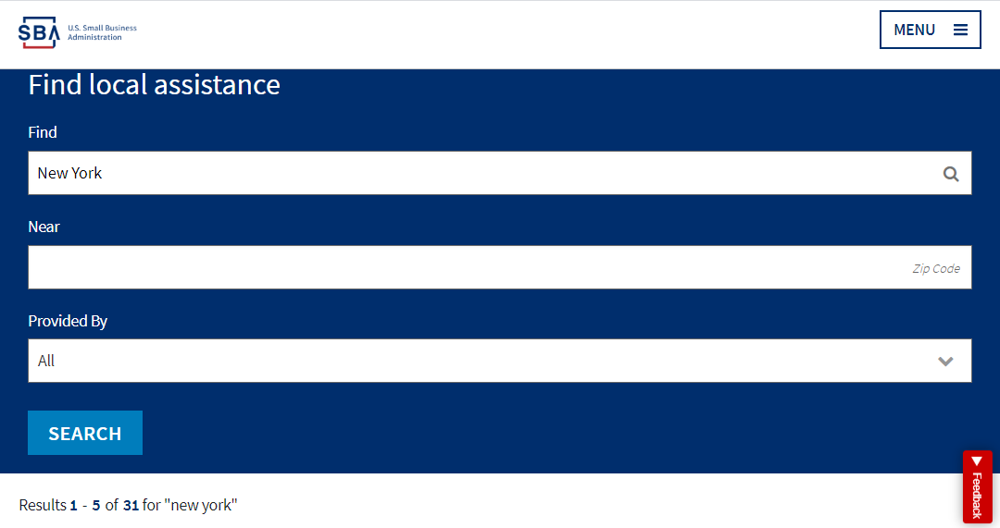 SBA
U.S. Small Business
Administration
MENU
Find local assistance
Find
New York
Near
Zip Code
Provided By
All
SEARCH
Feedback
Results 1 - 5 of 31 for "new york"